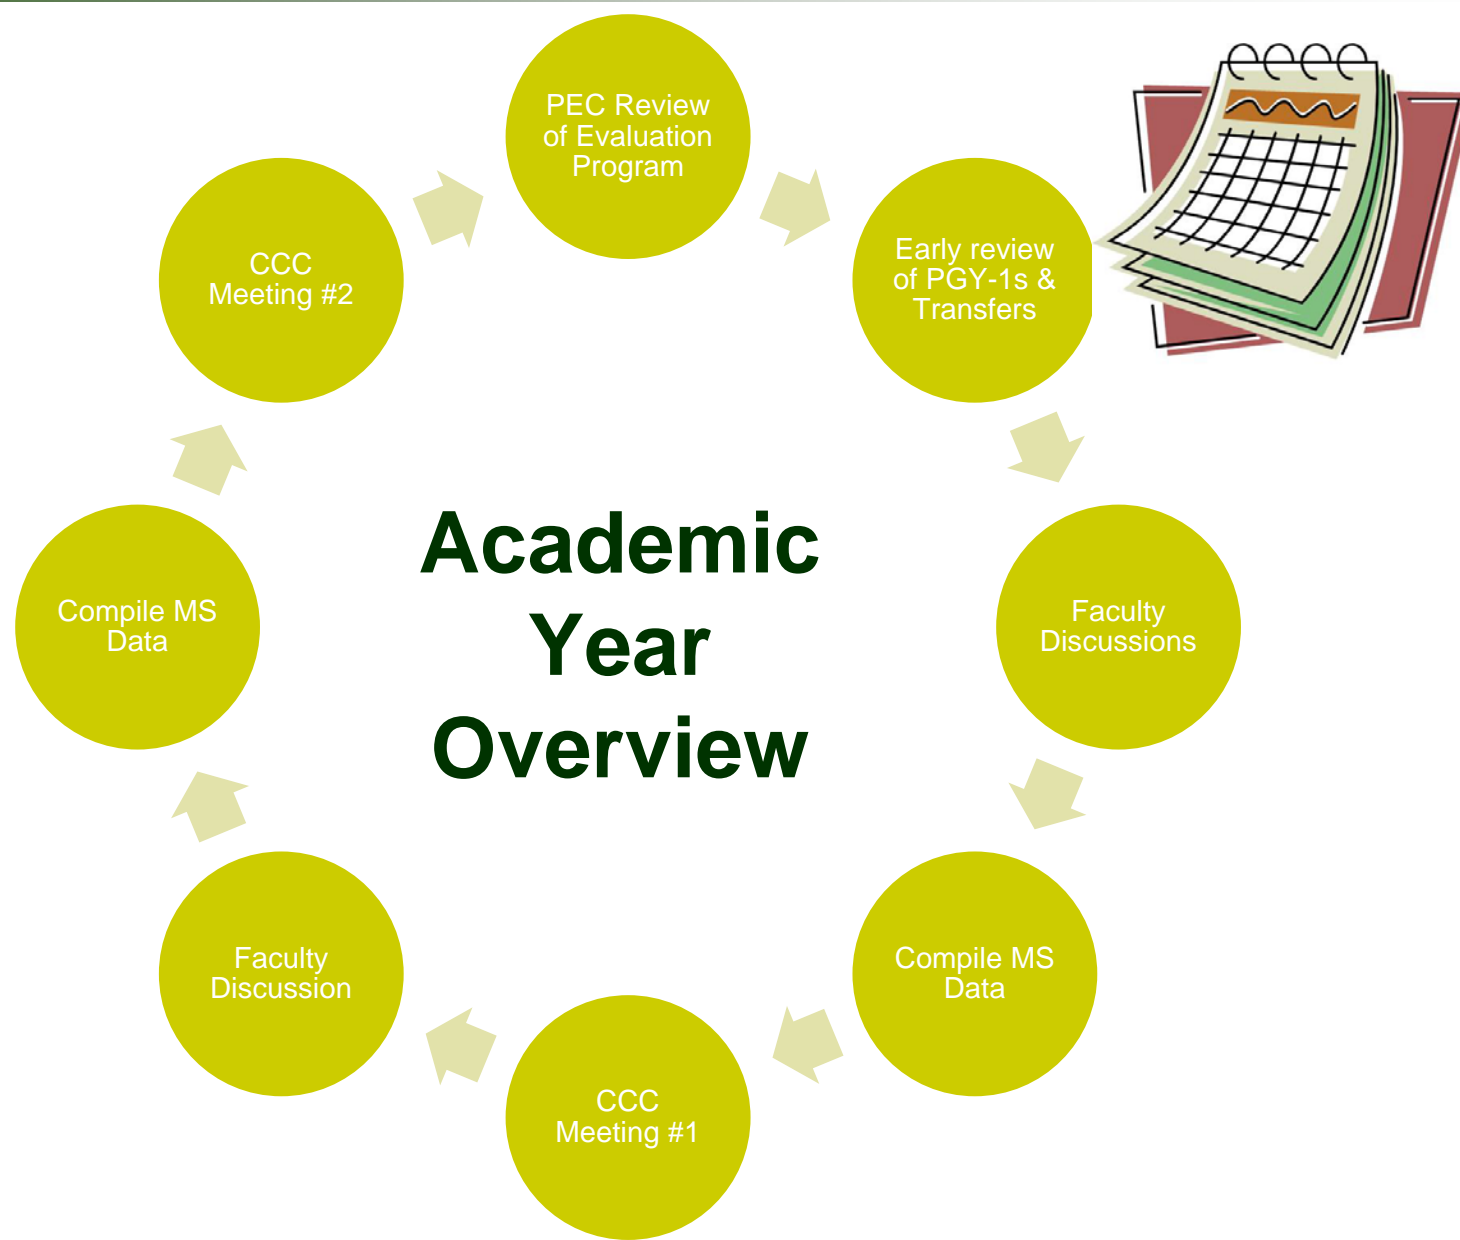 PEC Review
of Evaluation
Program
Early review
of PGY-1s &
Transfers
Faculty
Discussions
Compile MS
Data
CCC
Meeting #1
Faculty
Discussion
Compile MS
Data
CCC
Meeting #2
Academic
Year
Overview